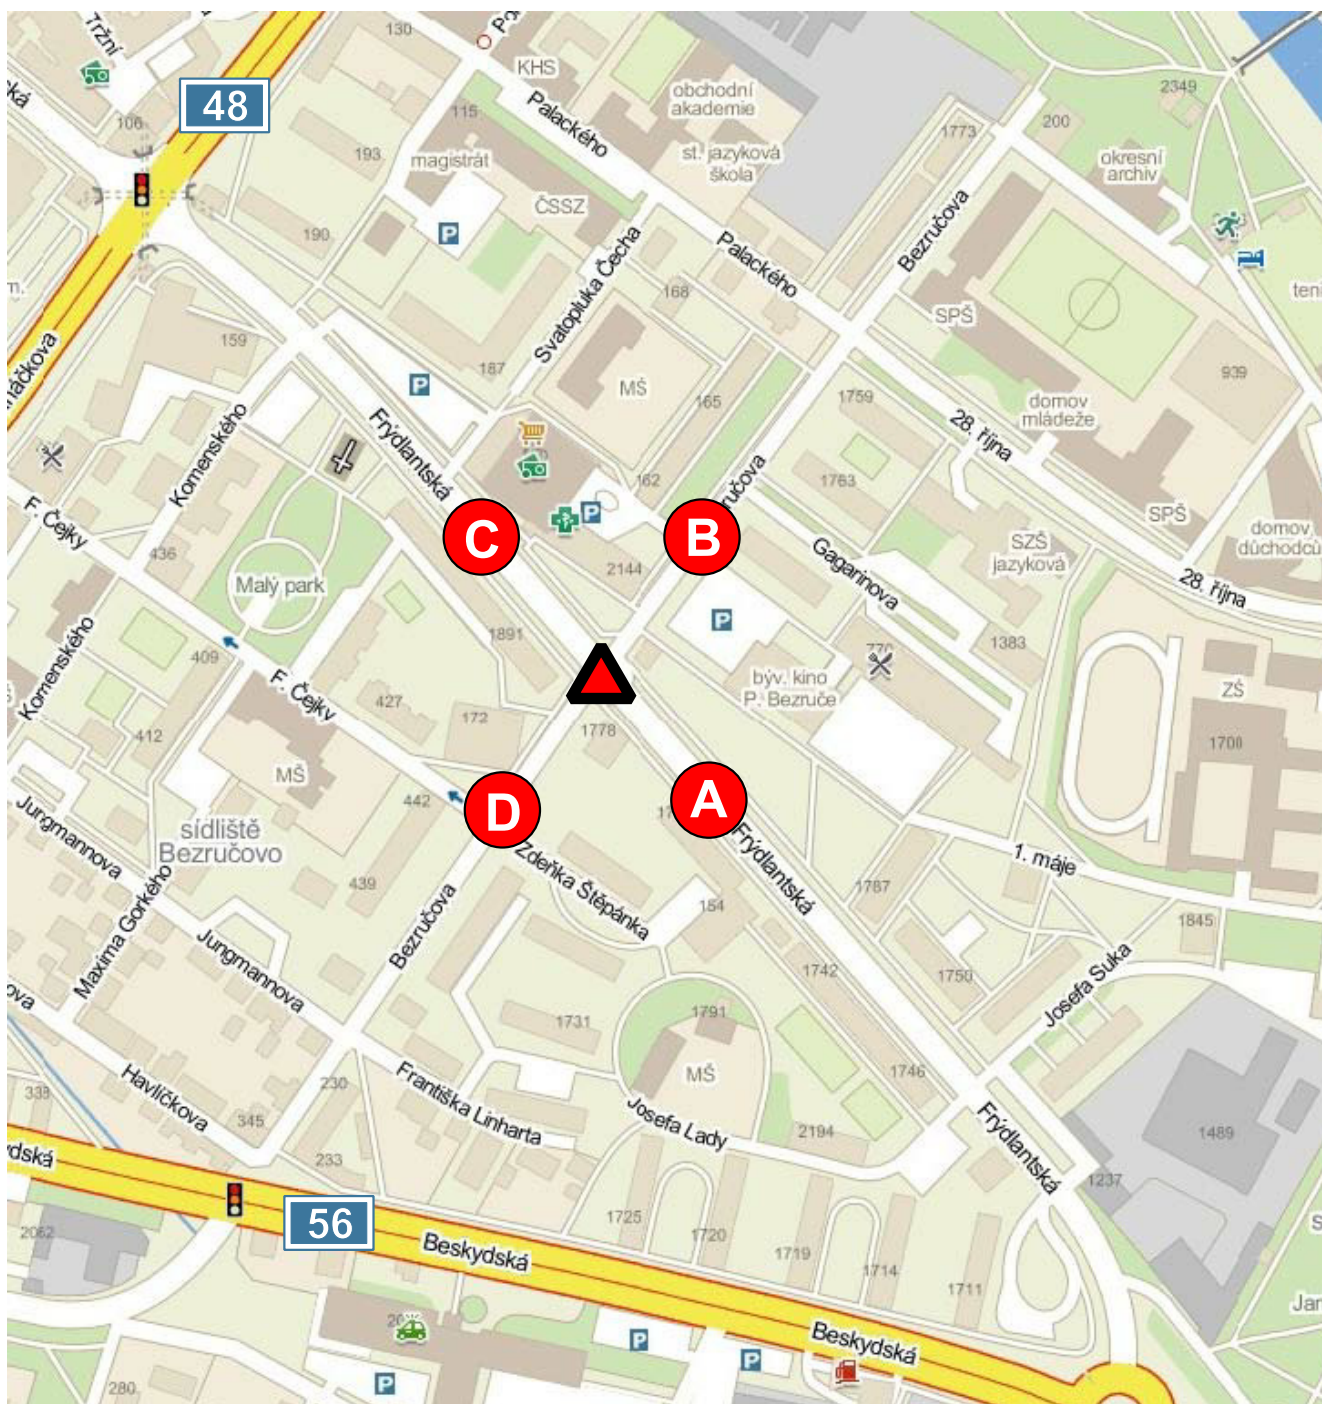 Tržní
130
KHS
48
106
115
193
magistrát
190
ČSSZ
Palackého
obchodní
akademie
st. jazyková
škola
1773
200
2349
okresní
archiv
Bezručova
Palackého
Svatopluka Čecha
168
SPŠ
159
187
MŠ
165
1759
939
domov
mládeže
28. října
Komenského
Frýdlantská
F. Čejky
436
162
1763
SPŠ
domov
důchodců
C
B
SZŠ
jazyková
Gagarinova
28. října
Malý park
2144
1891
1383
Komenského
409
F. Čejky
427
172
1778
býv. kino
P. Bezruče
ZŠ
1700
412
MŠ
442
D
A
Jungmannova
sídliště
Bezručovo
Zdeňka Štěpánka
Frýdlantská
1. máje
439
1787
154
Maxima Gorkého
Bezručova
1845
Jungmannova
1742
1750
Josefa Suka
1731
1791
MŠ
1746
Havlíčkova
230
345
Františka Linharta
Josefa Lady
2194
Frýdlantská
1489
338
233
1237
56
2062
Beskydská
1725
1720
1719
1714
1711
Beskydská
280